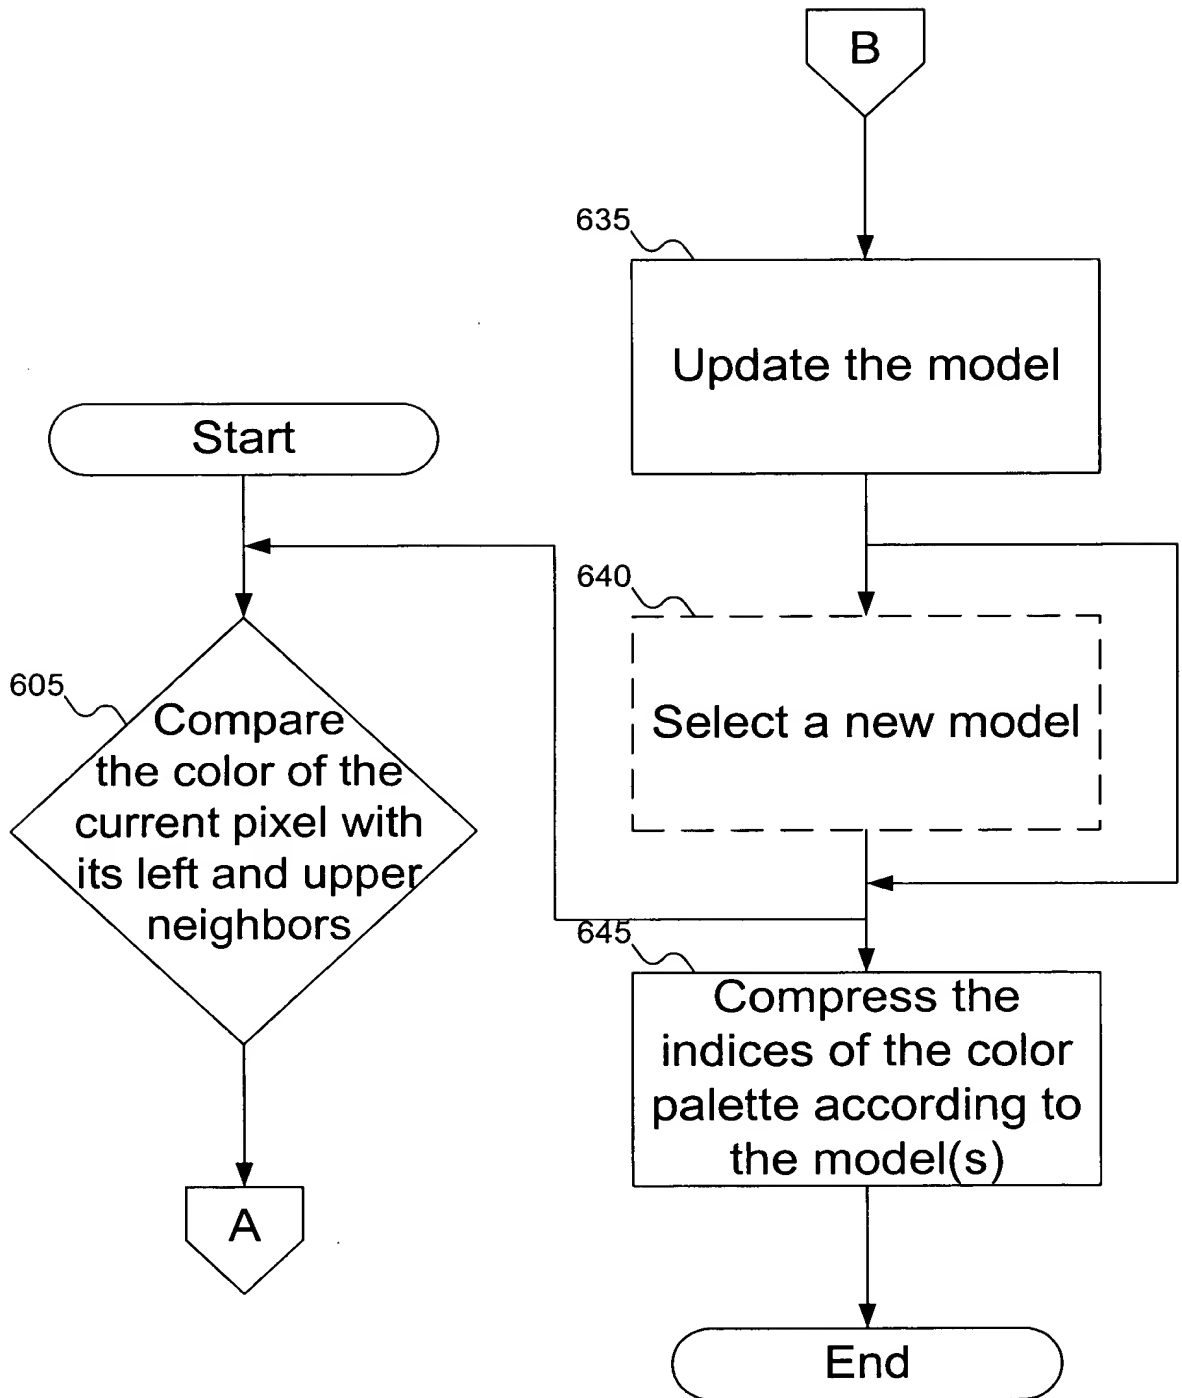 Start
605
Compare
the color of the
current pixel with
its left and upper
neighbors
A
B
635
Update the model
640
Select a new model
645
Compress the
indices of the color
palette according to
the model(s)
End